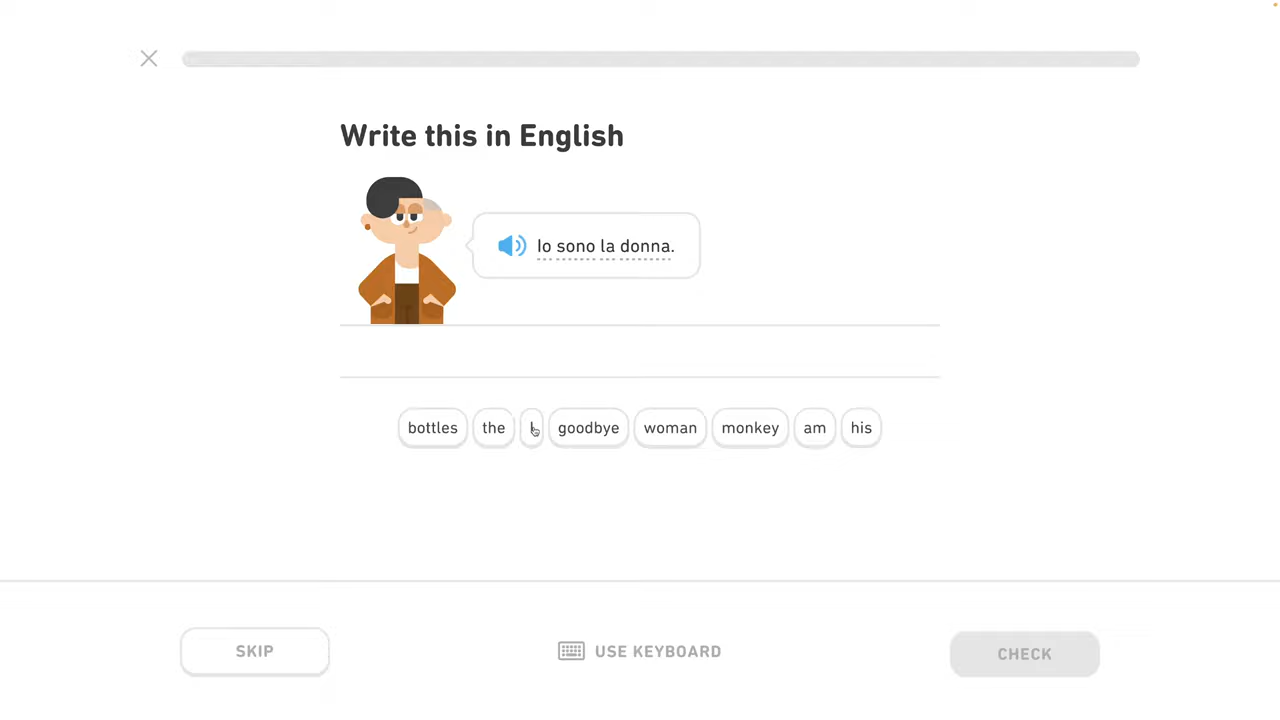 Write this in English
Io sono la donna.
bottles the I goodbye woman monkey am his
SKIP USE KEYBOARD CHECK